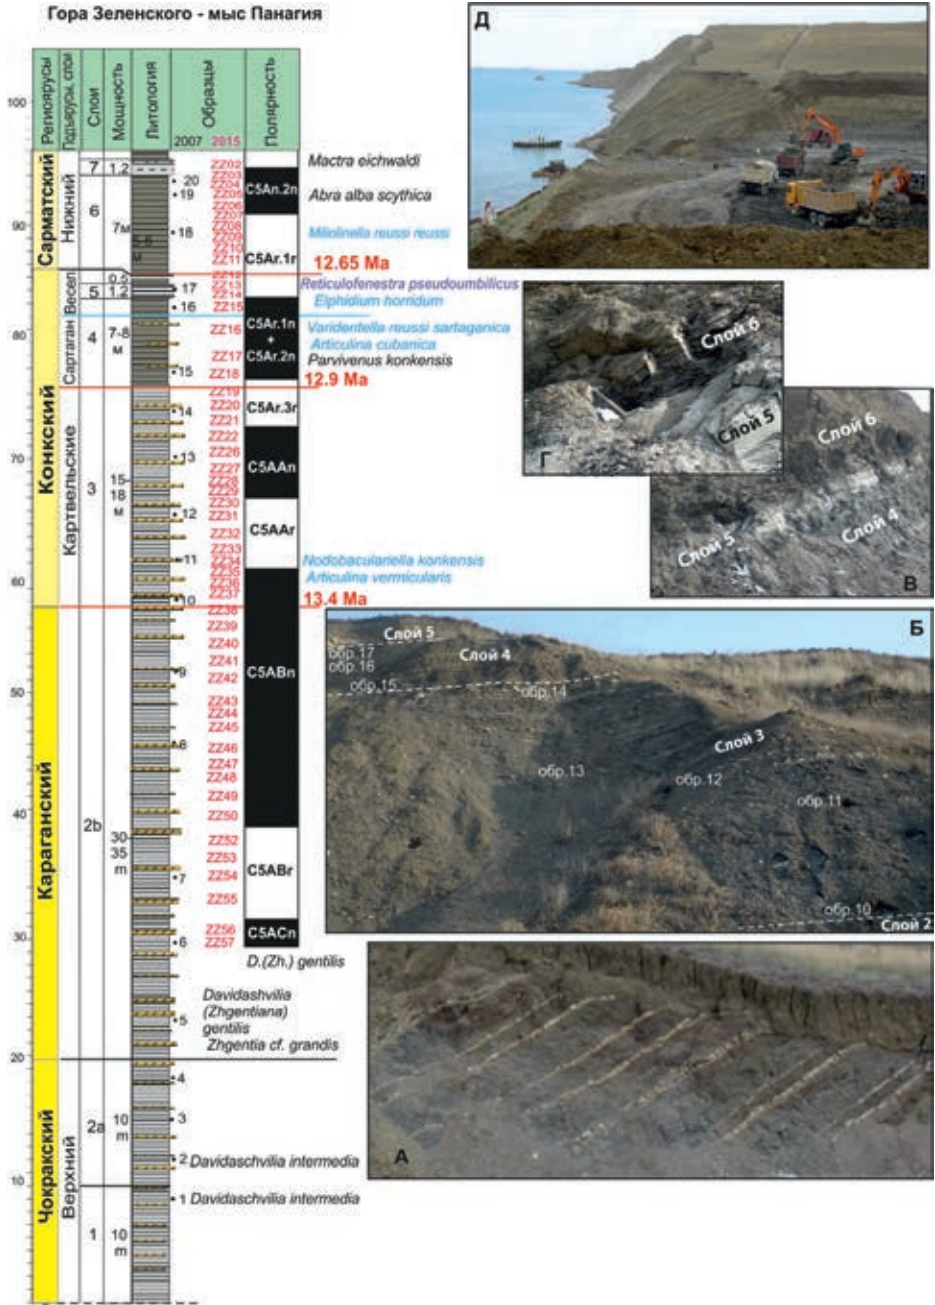 Гора Зеленского - мыс Панагия
Регионярусы
Подъярусы, слои
Слои
Мощность
Литология
Образцы
2007 2015
Полярность
100
90
80
70
60
50
40
30
20
10
Сарматский
Конкский
Караганский
Чокракский
Нижний
Весел
Сартаган
Картвельские
Верхний
7
6
5
4
3
2b
2a
1
1.2
7м
м
0.5
1.2
7-8
м
15-
18
м
30
35
m
10
m
10
m
20
19
18
17
16
15
14
13
12
11
10
9
8
7
6
5
4
3
2
1
ZZ02
ZZ03
ZZ04
ZZ05
ZZ06
ZZ07
ZZ08
ZZ09
ZZ10
ZZ11
ZZ12
ZZ13
ZZ14
ZZ15
ZZ16
ZZ17
ZZ18
ZZ19
ZZ20
ZZ21
ZZ22
ZZ26
ZZ27
ZZ28
ZZ29
ZZ30
ZZ31
ZZ32
ZZ33
ZZ34
ZZ35
ZZ36
ZZ37
ZZ38
ZZ39
ZZ40
ZZ41
ZZ42
ZZ43
ZZ44
ZZ45
ZZ46
ZZ47
ZZ48
ZZ49
ZZ50
ZZ52
ZZ53
ZZ54
ZZ55
ZZ56
ZZ57
C5An.2n
C5Ar.1r
C5Ar.1n
+
C5Ar.2n
C5Ar.3r
C5AAn
C5AAr
C5ABn
C5ABr
C5ACn
Mactra eichwaldi
Abra alba scythica
Miliolinella reussi reussi
12.65 Ma
Reticulofenestra pseudoumbilicus
Elphidium horridum
Varidentella reussi sartaganica
Articulina cubanica
Parvivenus konkensis
12.9 Ma
Nodobaculariella konkensis
Articulina vermicularis
13.4 Ma
D.(Zh.) gentilis
Davidashvilia
(Zhgentiana)
gentilis
Zhgentia cf. grandis
Davidaschvilia intermedia
Davidaschvilia intermedia
Д
Слой 6
Слой 5
Г
Слой 6
Слой 5
Слой 4
В
Б
Слой 5
обр.17
Слой 4
обр.16
обр.15
обр.14
Слой 3
обр.13
обр.12
обр.11
обр.10
Слой 2
А